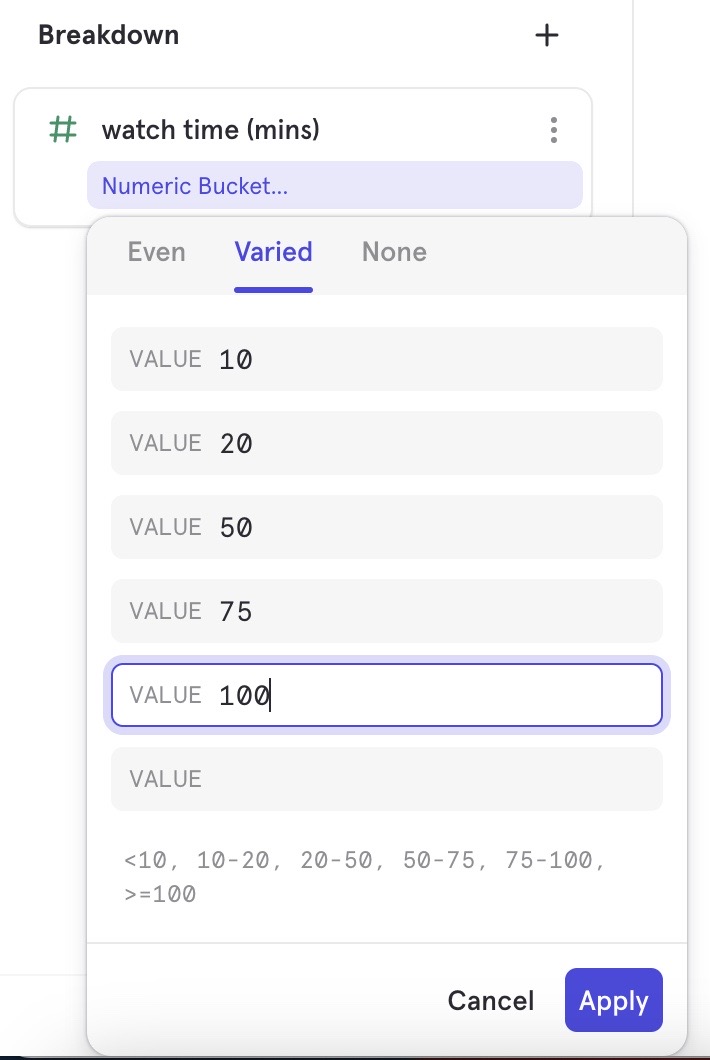 Breakdown +
# watch time (mins)
Numeric Bucket...
Even Varied None
VALUE 10
VALUE 20
VALUE 50
VALUE 75
VALUE 100
VALUE
<10, 10-20, 20-50, 50-75, 75-100,
>=100
Cancel Apply